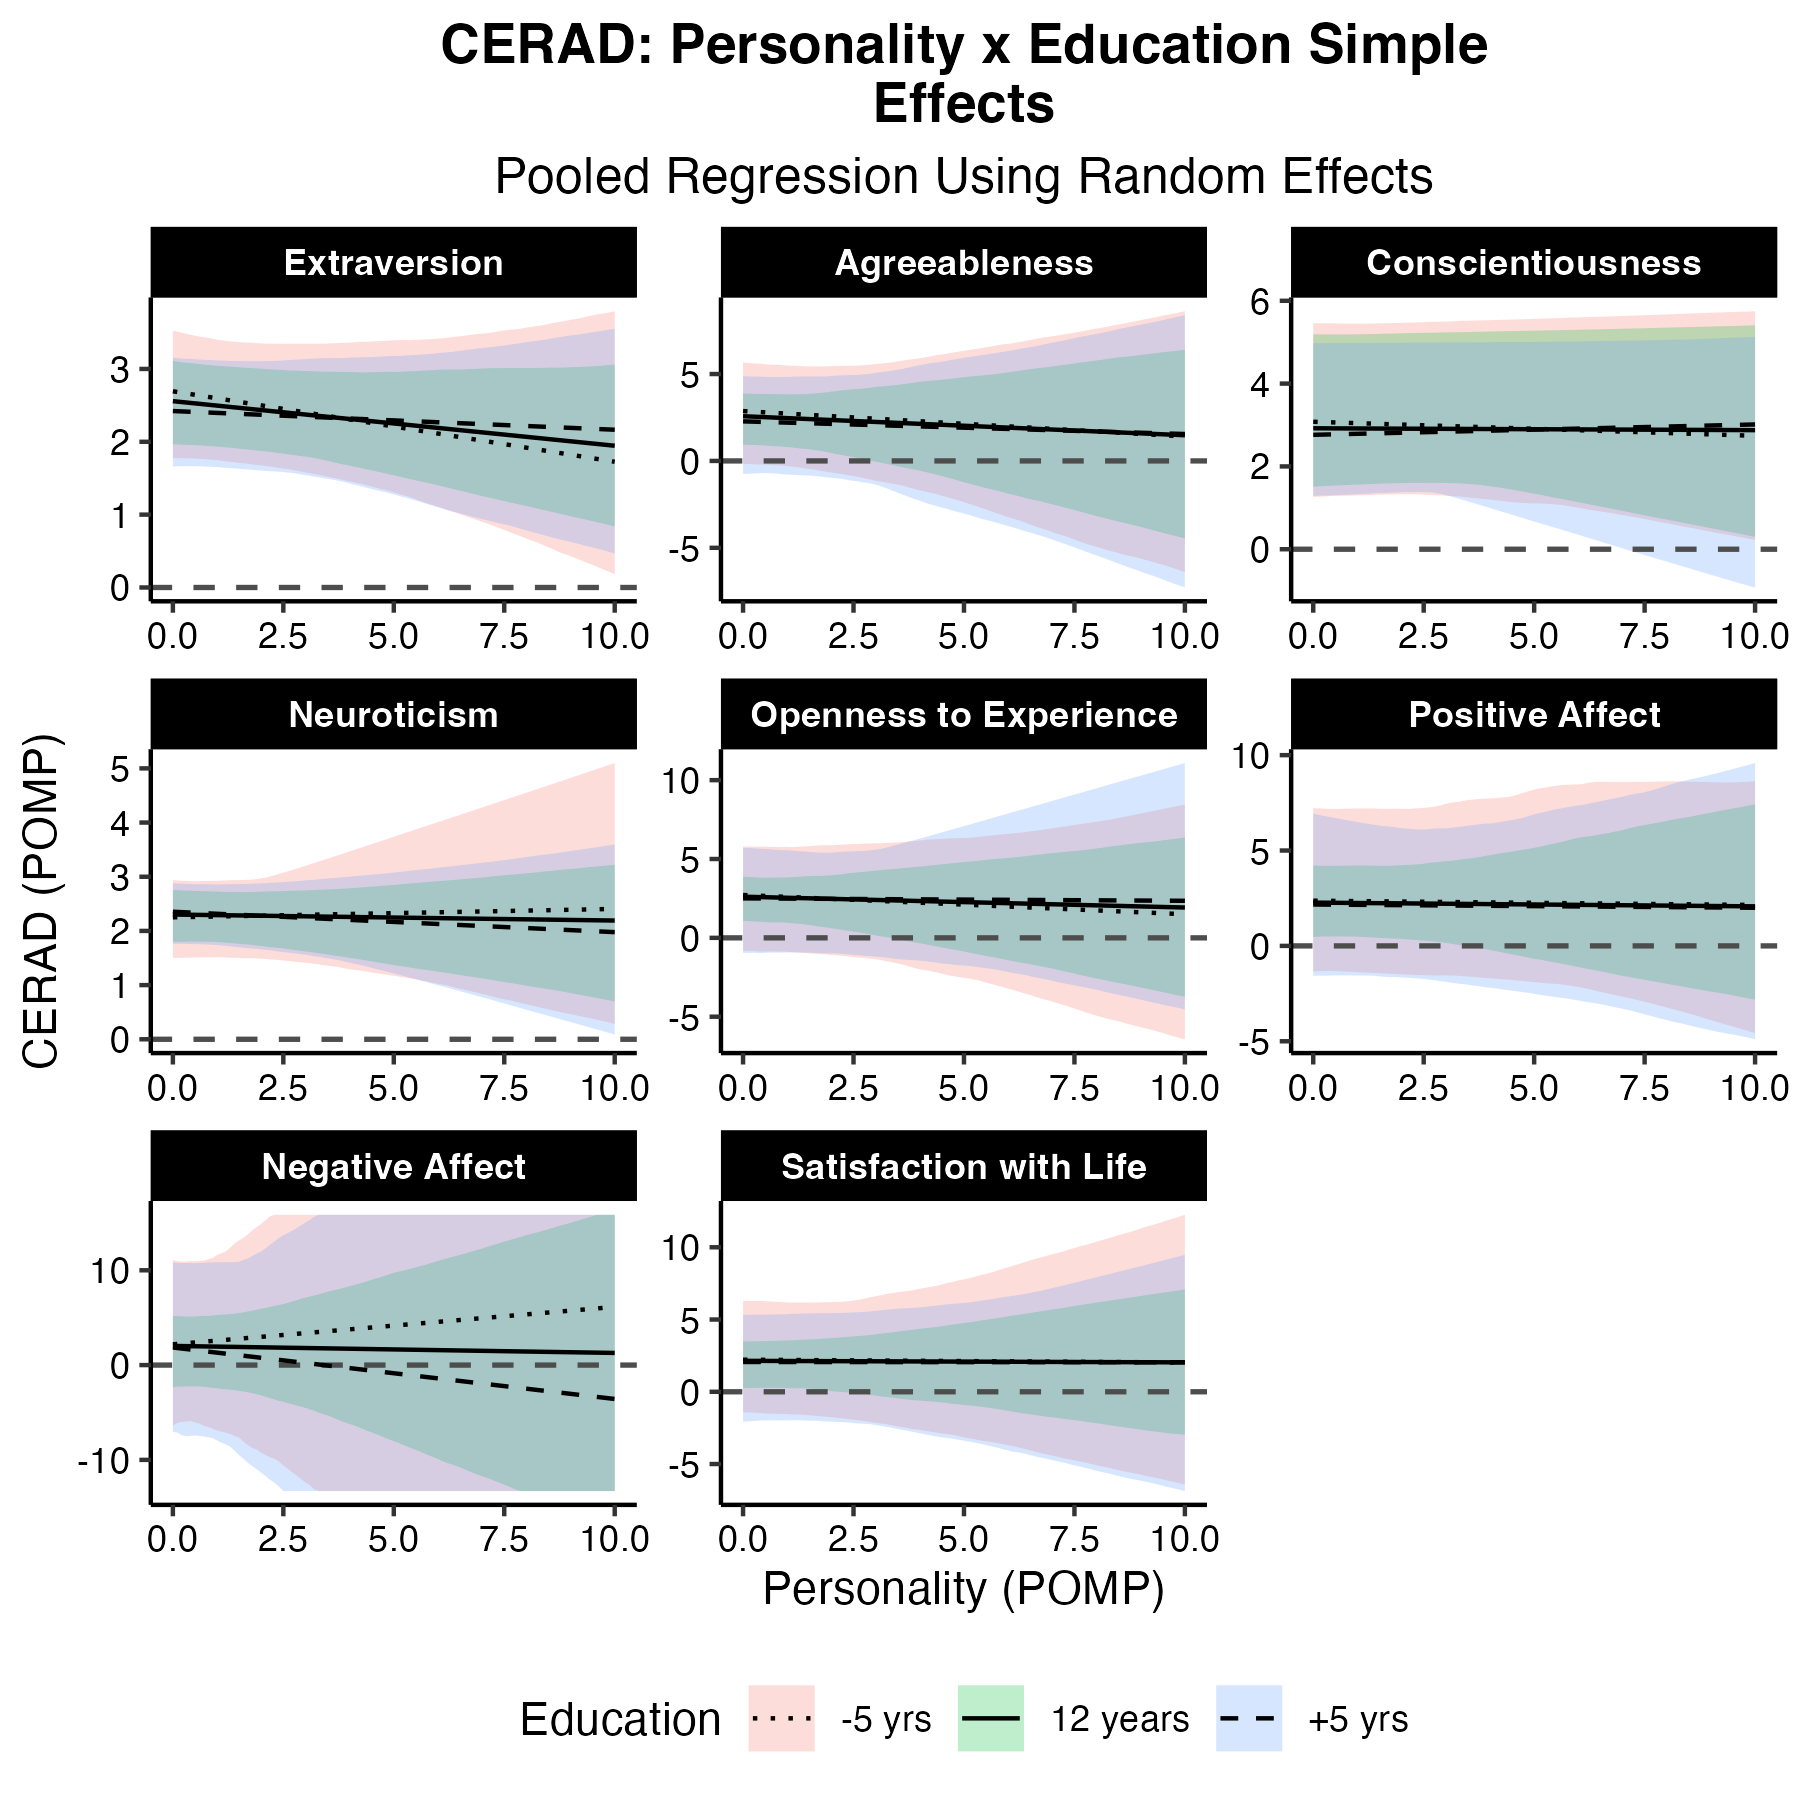 CERAD: Personality x Education Simple
Effects
Pooled Regression Using Random Effects
Extraversion
Agreeableness
Conscientiousness
3
2
1
0
5
0
-5
6
4
2
0
0.0 2.5 5.0 7.5 10.0
0.0 2.5 5.0 7.5 10.0
0.0 2.5 5.0 7.5 10.0
Neuroticism
Openness to Experience
Positive Affect
CERAD (POMP)
5
4
3
2
1
0
10
5
0
-5
10
5
0
-5
0.0 2.5 5.0 7.5 10.0
0.0 2.5 5.0 7.5 10.0
0.0 2.5 5.0 7.5 10.0
Negative Affect
Satisfaction with Life
10
0
-10
10
5
0
-5
0.0 2.5 5.0 7.5 10.0
0.0 2.5 5.0 7.5 10.0
Personality (POMP)
Education -5 yrs 12 years +5 yrs